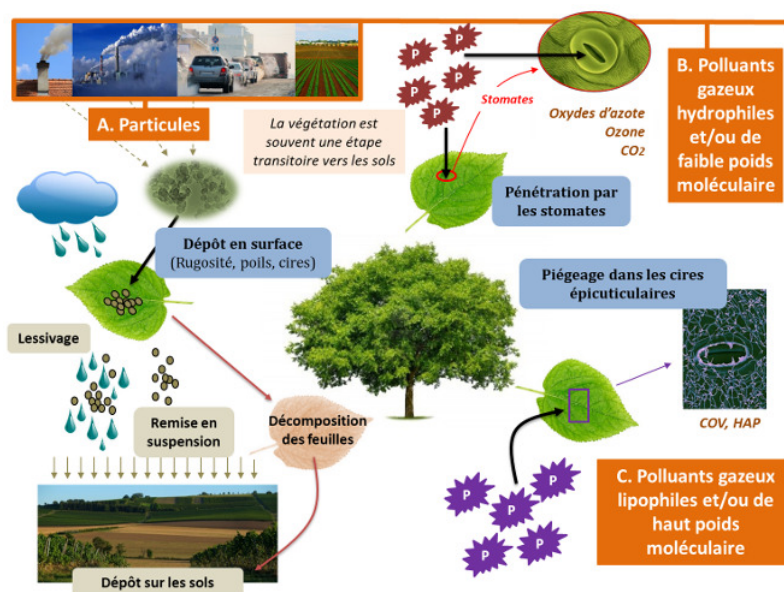 A. Particules
La végétation est
souvent une étape
transitoire vers les sols
P
P
P
P
P
Stomates
Oxydes d'azote
Ozone
CO2
B. Polluants
gazeux
hydrophiles
et/ou de
faible poids
moléculaire
Pénétration par
les stomates
Dépôt en surface
(Rugosité, poils, cires)
Piégeage dans les cires
épicuticulaires
Lessivage
Remise en
suspension
Décomposition
des feuilles
COV, HAP
P
P
P
P
P
C. Polluants gazeux
lipophiles et/ou de
haut poids
moléculaire
Dépôt sur les sols